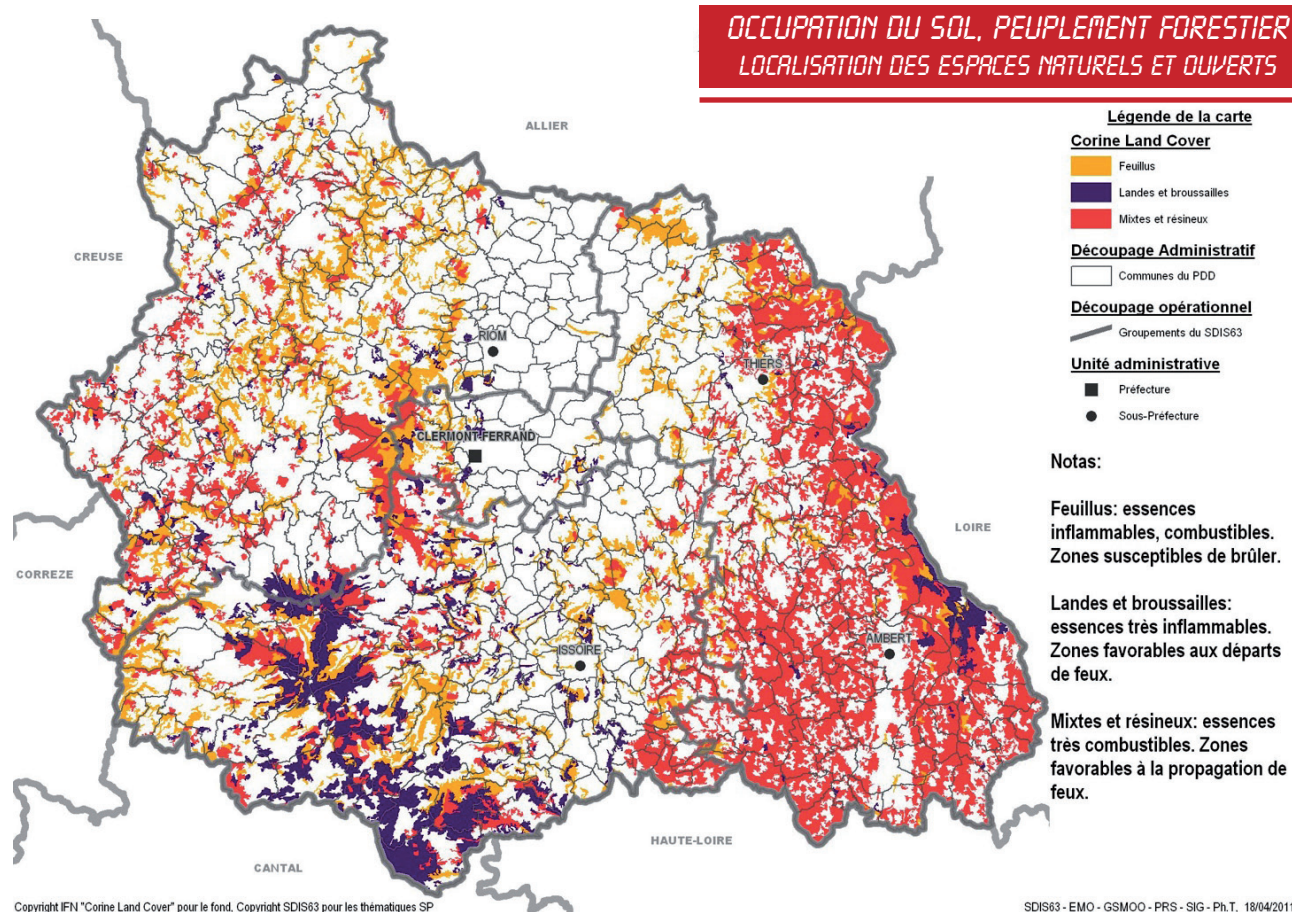 OCCUPATION DU SOL, PEUPLEMENT FORESTIER
LOCALISATION DES ESPACES NATURELS ET OUVERTS
Légende de la carte
Corine Land Cover
Feuillus
Landes et broussailles
Mixtes et résineux
Découpage Administratif
Communes du PDD
Découpage opérationnel
Groupements du SDIS63
Unité administrative
Préfecture
Sous-Préfecture
Notas:
Feuillus: essences
inflammables, combustibles.
Zones susceptibles de brûler.
Landes et broussailles:
essences très inflammables.
Zones favorables aux départs
de feux.
Mixtes et résineux: essences
très combustibles. Zones
favorables à la propagation de
feux.
ALLIER
CREUSE
RIOM
THIERS
CLERMONT FERRAND
LOIRE
CORREZE
AMBERT
ISSOIRE
HAUTE-LOIRE
CANTAL
Copyright IFN "Corine Land Cover" pour le fond, Copyright SDIS63 pour les thématiques SP
SDIS63 - EMO - GSMOO - PRS - SIG - Ph.T, 18/04/2011